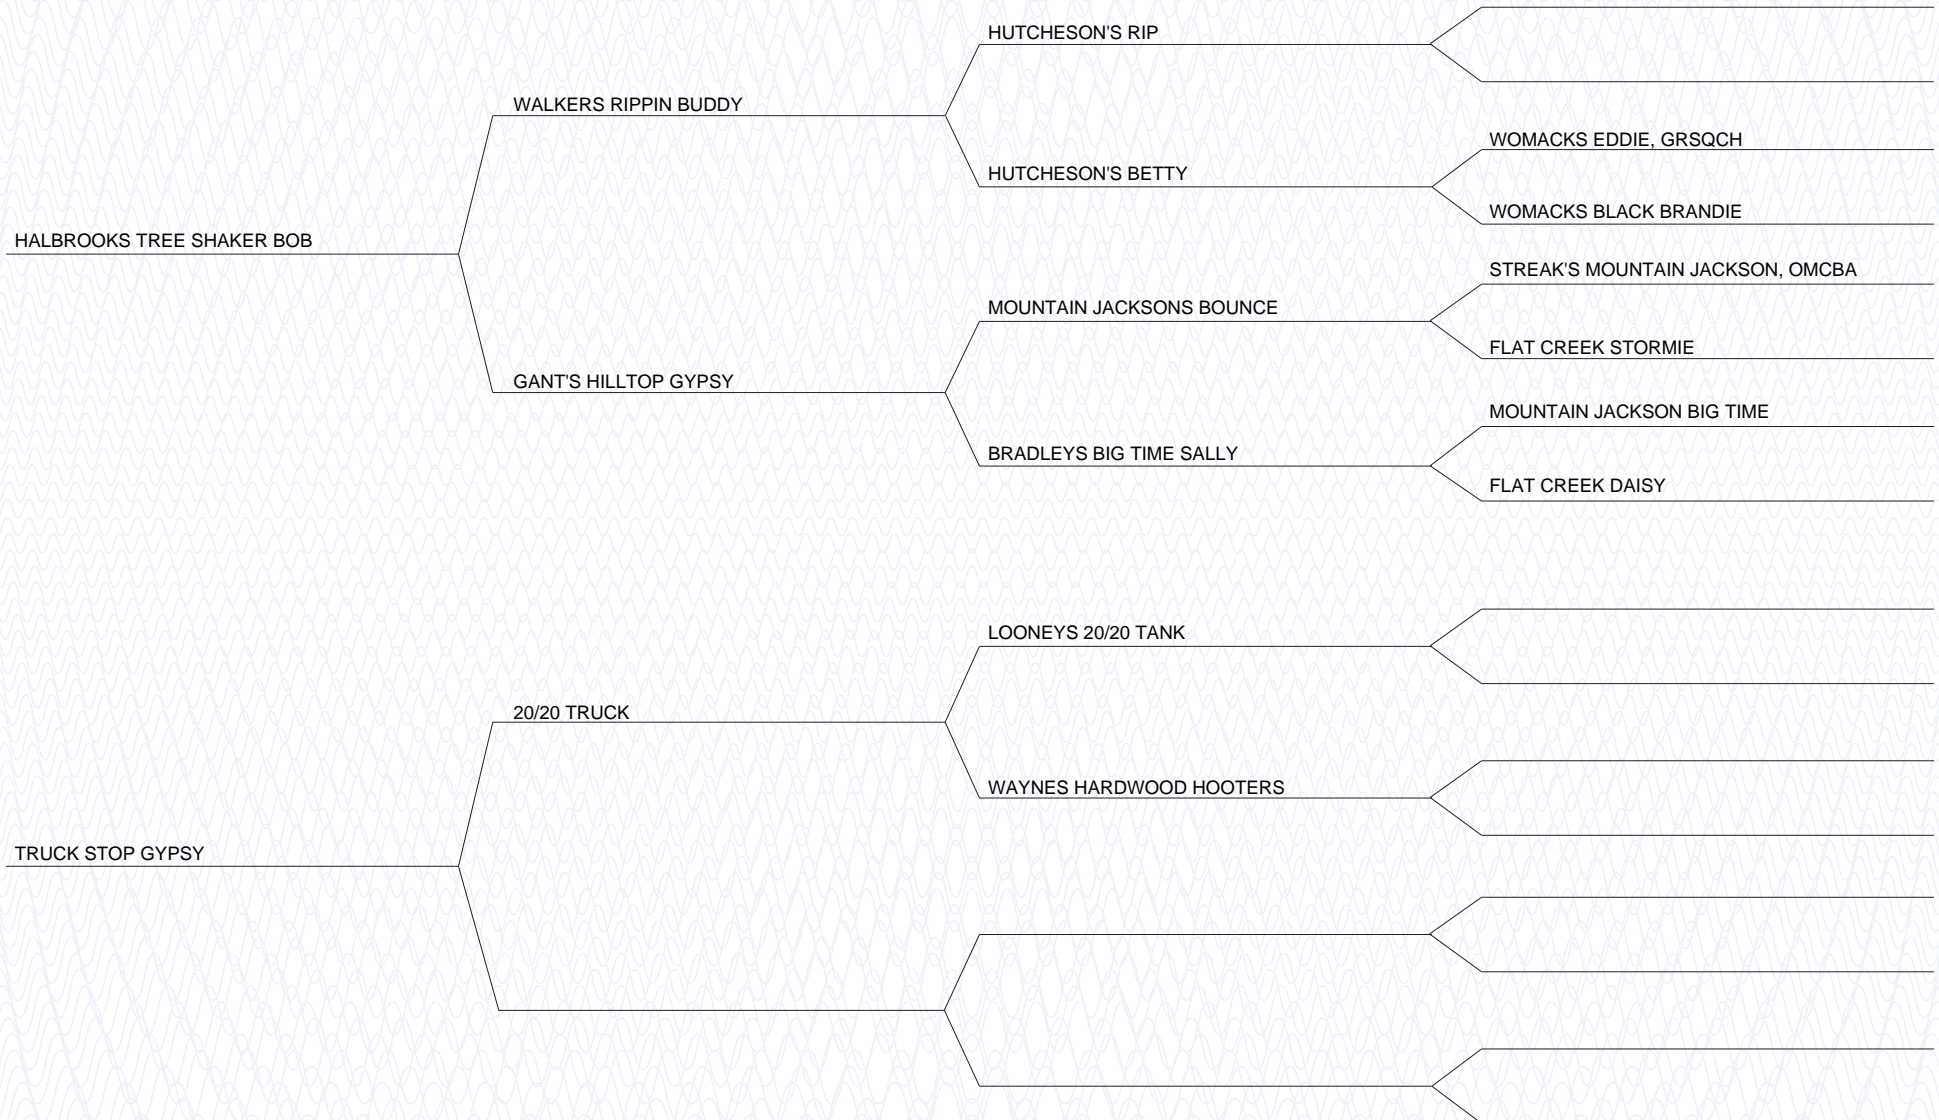 HUTCHESON'S RIP
WALKERS RIPPIN BUDDY
WOMACKS EDDIE, GRSQCH
HUTCHESON'S BETTY
WOMACKS BLACK BRANDIE
HALBROOKS TREE SHAKER BOB
STREAK'S MOUNTAIN JACKSON, OMCBA
MOUNTAIN JACKSONS BOUNCE
FLAT CREEK STORMIE
GANT'S HILLTOP GYPSY
MOUNTAIN JACKSON BIG TIME
BRADLEYS BIG TIME SALLY
FLAT CREEK DAISY
LOONEYS 20/20 TANK
20/20 TRUCK
WAYNES HARDWOOD HOOTERS
TRUCK STOP GYPSY